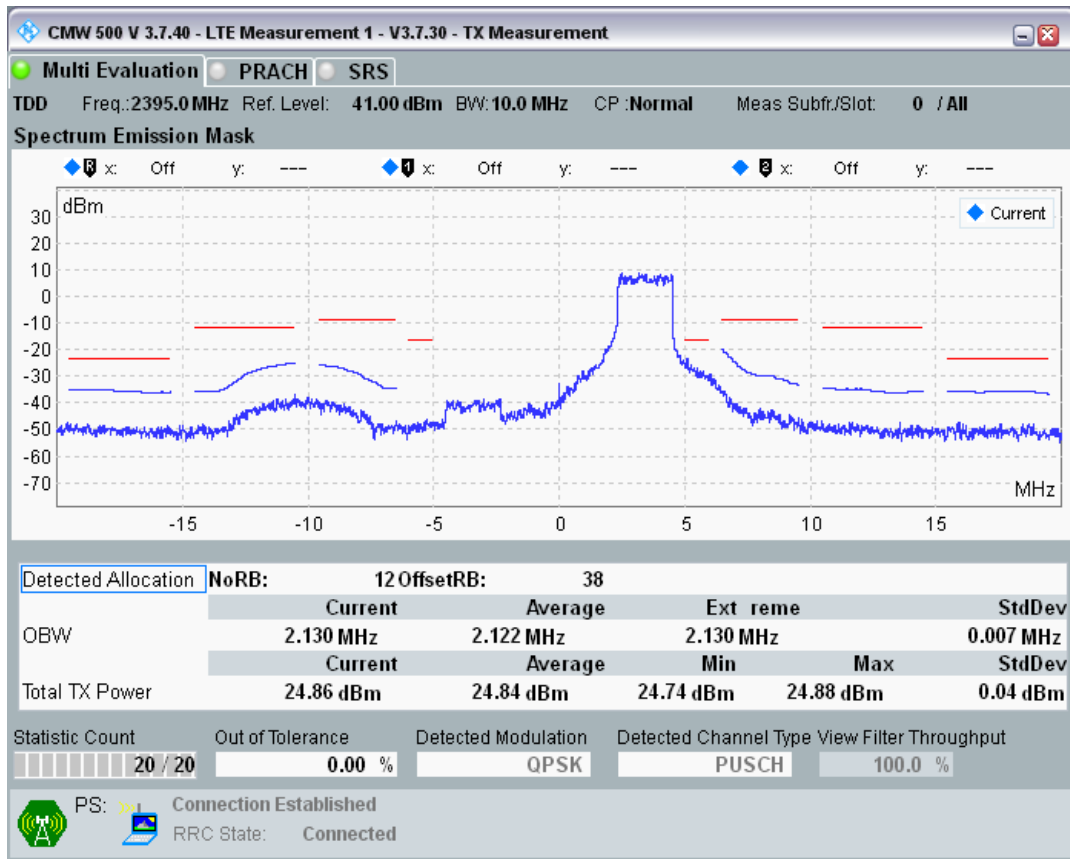 CMW 500 V 3.7.40 - LTE Measurement 1 - V3.7.30 - TX Measurement
Multi Evaluation PRACH SRS
TDD Freq.:2395.0 MHz Ref. Level: 41.00 dBm BW:10.0 MHz CP :Normal Meas Subfr./Slot: 0 / All
Spectrum Emission Mask
R x: Off y: --- 1 x: Off y: --- 2 x: Off y: ---
dBm
Current
30
20
10
0
-10
-20
-30
-40
-50
-60
-70
MHz
-15 -10 -5 0 5 10 15
Detected Allocation NoRB: 12 OffsetRB: 38
Current Average Ext reme StdDev
OBW 2.130 MHz 2.122 MHz 2.130 MHz 0.007 MHz
Current Average Min Max StdDev
Total TX Power 24.86 dBm 24.84 dBm 24.74 dBm 24.88 dBm 0.04 dBm
Statistic Count Out of Tolerance Detected Modulation Detected Channel Type View Filter Throughput
20 / 20 0.00 % QPSK PUSCH 100.0 %
PS: Connection Established
RRC State: Connected